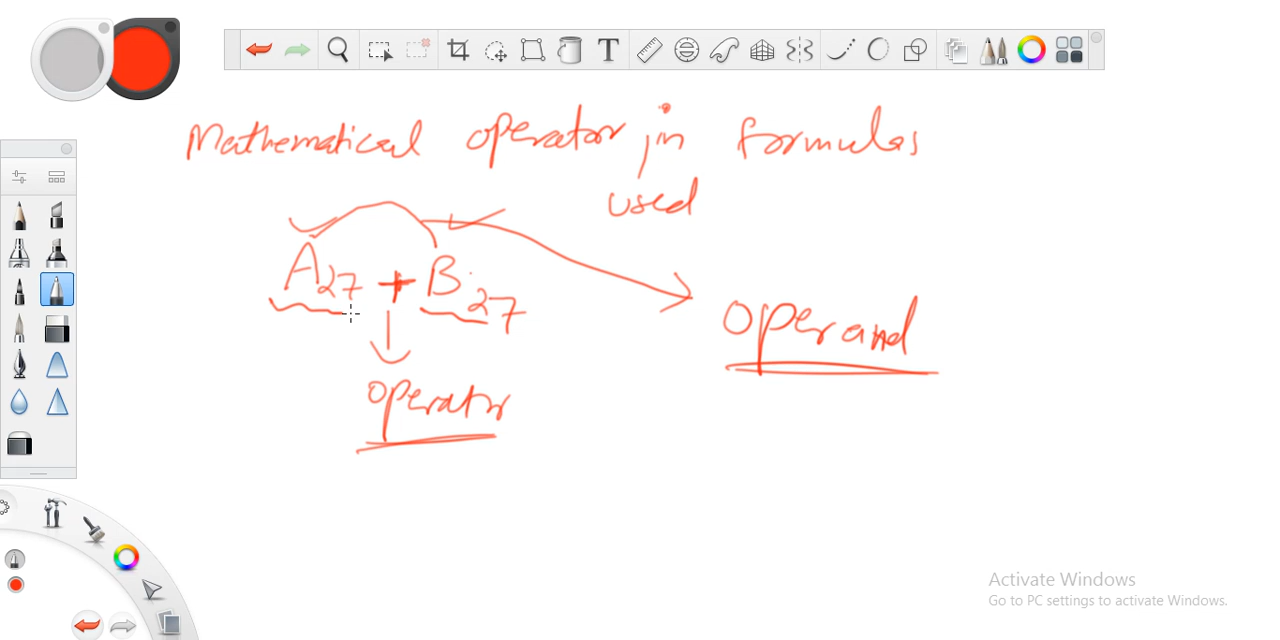 Mathematical operator in formulas
used
A27 + B27
operand
operator
Activate Windows
Go to PC settings to activate Windows.